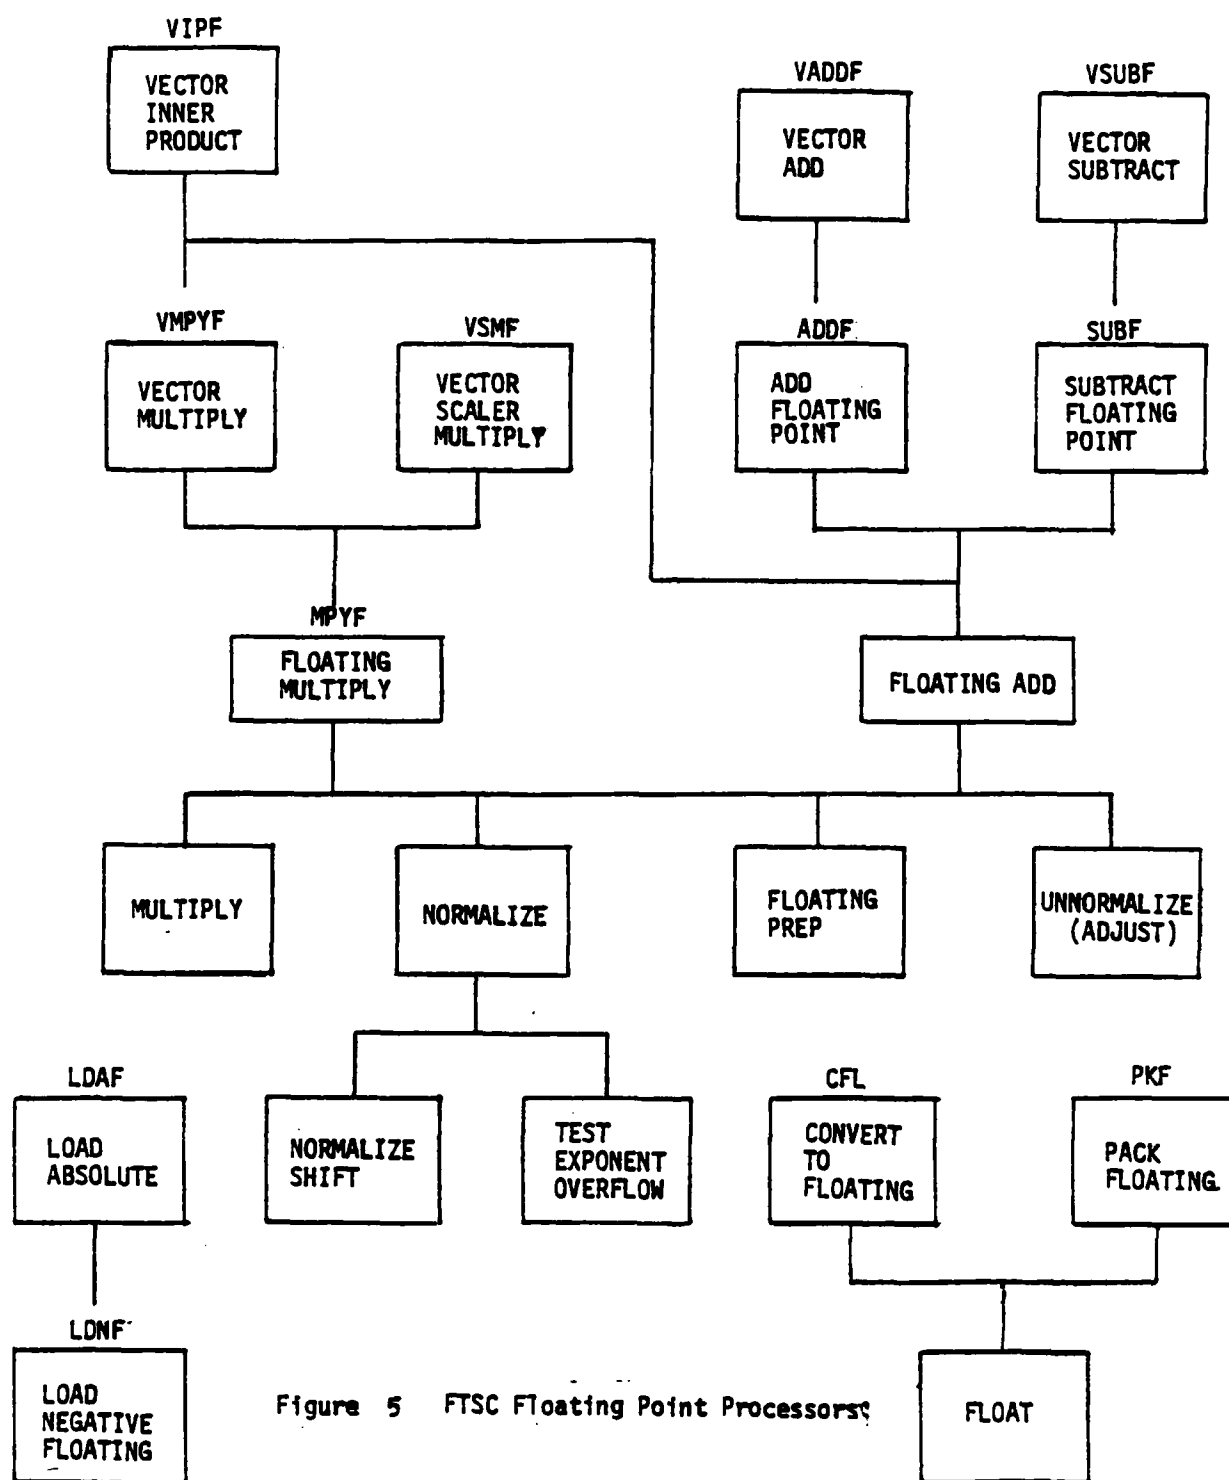 VIPF
VECTOR
INNER
PRODUCT
VADDF
VECTOR
ADD
VSUBF
VECTOR
SUBTRACT
VMPYF
VECTOR
MULTIPLY
VSMF
VECTOR
SCALER
MULTIPLY
ADDF
ADD
FLOATING
POINT
SUBF
SUBTRACT
FLOATING
POINT
MPYF
FLOATING
MULTIPLY
FLOATING ADD
MULTIPLY
NORMALIZE
FLOATING
PREP
UNNORMALIZE
(ADJUST)
LDAF
LOAD
ABSOLUTE
NORMALIZE
SHIFT
TEST
EXPONENT
OVERFLOW
CFL
CONVERT
TO
FLOATING
PKF
PACK
FLOATING
LDNF
LOAD
NEGATIVE
FLOATING
FLOAT
Figure 5 FTSC Floating Point Processors